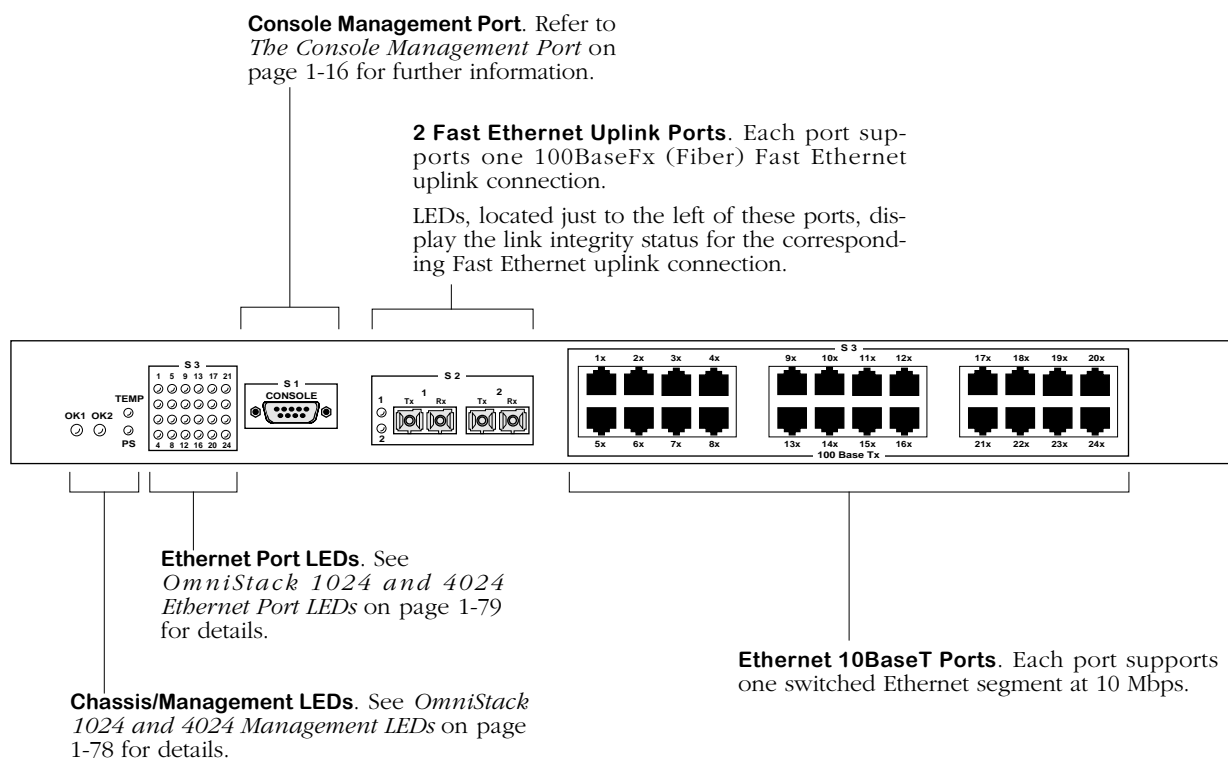 Console Management Port. Refer to
The Console Management Port on
page 1-16 for further information.
2 Fast Ethernet Uplink Ports. Each port sup-
ports one 100BaseFx (Fiber) Fast Ethernet
uplink connection.
LEDs, located just to the left of these ports, dis-
play the link integrity status for the correspond-
ing Fast Ethernet uplink connection.
OK1 OK2
TEMP
PS
S 3
1 5 9 13 17 21
4 8 12 16 20 24
S 1
CONSOLE
S 2
1
2
1
Tx Rx
2
Tx Rx
S 3
1x 2x 3x 4x 9x 10x 11x 12x 17x 18x 19x 20x
5x 6x 7x 8x 13x 14x 15x 16x 21x 22x 23x 24x
100 Base Tx
Ethernet Port LEDs. See
OmniStack 1024 and 4024
Ethernet Port LEDs on page 1-79
for details.
Ethernet 10BaseT Ports. Each port supports
one switched Ethernet segment at 10 Mbps.
Chassis/Management LEDs. See OmniStack
1024 and 4024 Management LEDs on page
1-78 for details.